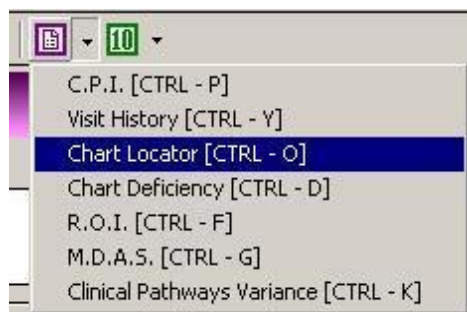 10
C.P.I. [CTRL - P]
Visit History [CTRL - Y]
Chart Locator [CTRL - O]
Chart Deficiency [CTRL - D]
R.O.I. [CTRL - F]
M.D.A.S. [CTRL - G]
Clinical Pathways Variance [CTRL - K]